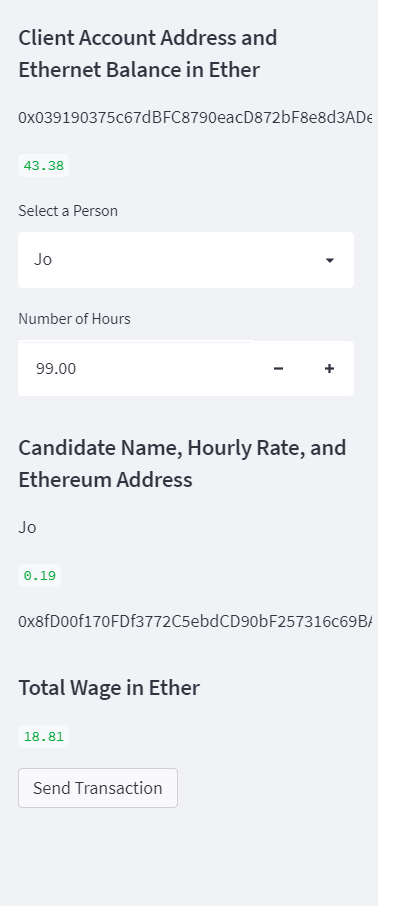 Client Account Address and
Ethernet Balance in Ether
0x039190375c67dBFC8790eacD872bF8e8d3ADe
43.38
Select a Person
Jo
Number of Hours
99.00
Candidate Name, Hourly Rate, and
Ethereum Address
Jo
0.19
0x8fD00f170FDf3772C5ebdCD90bF257316c69BA
Total Wage in Ether
18.81
Send Transaction